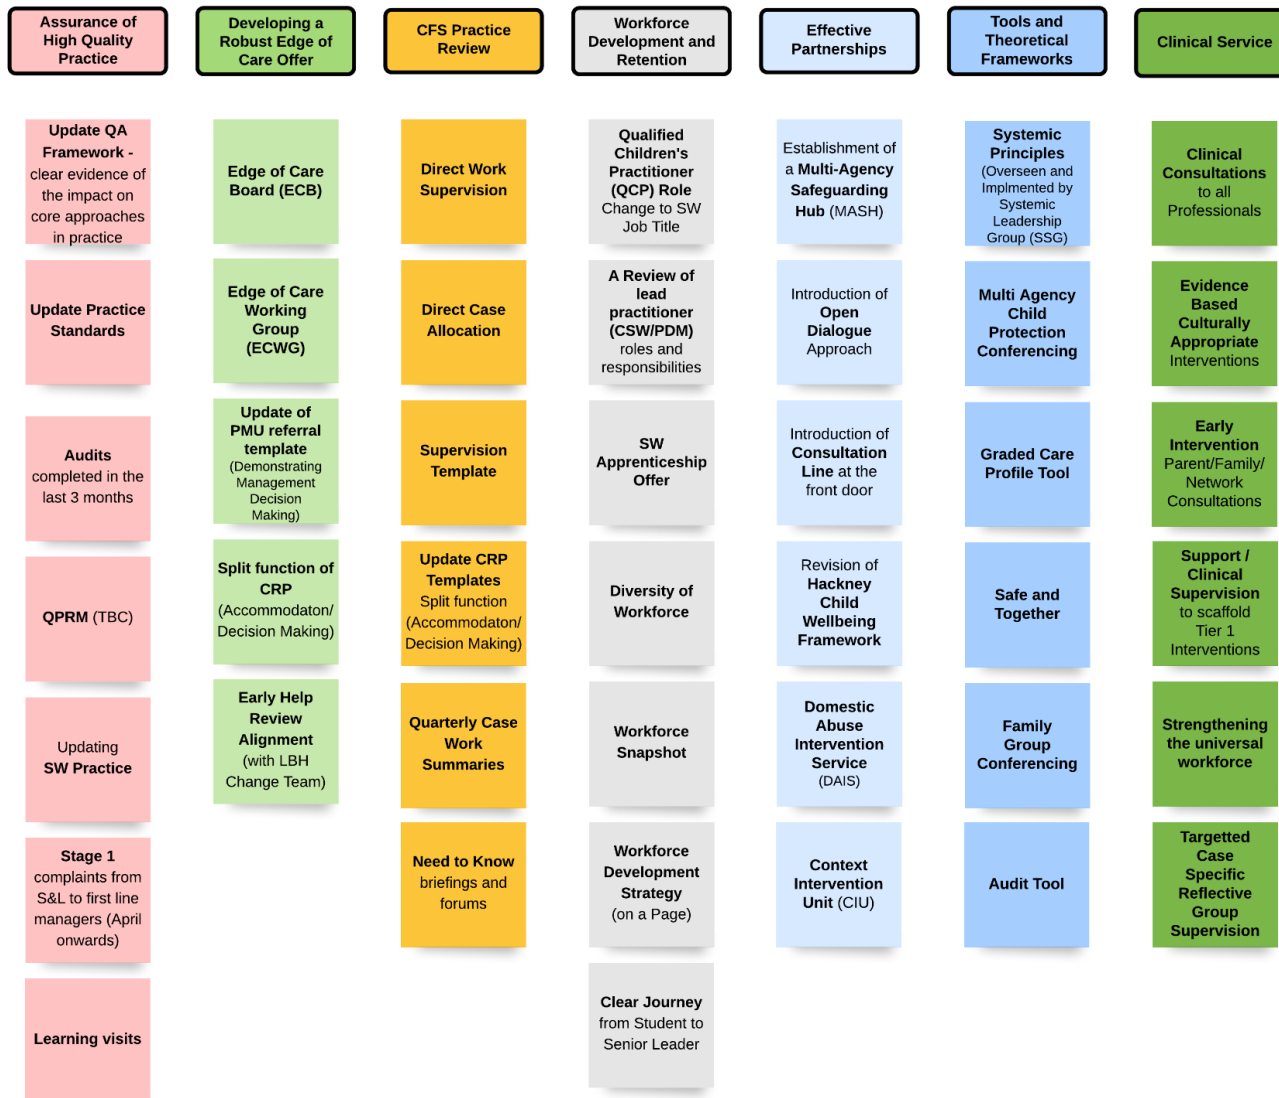 Assurance of
High Quality
Practice
Developing a
Robust Edge of
Care Offer
CFS Practice
Review
Workforce
Development and
Retention
Effective
Partnerships
Tools and
Theoretical
Frameworks
Clinical Service
Update QA
Framework -
clear evidence of
the impact on
core approaches
in practice
Update Practice
Standards
Audits
completed in the
last 3 months
QPRM (TBC)
Updating
SW Practice
Stage 1
complaints from
S&L to first line
managers (April
onwards)
Learning visits
Edge of Care
Board (ECB)
Edge of Care
Working
Group
(ECWG)
Update of
PMU referral
template
(Demonstrating
Management
Decision
Making)
Split function of
CRP
(Accommodaton/
Decision Making)
Early Help
Review
Alignment
(with LBH
Change Team)
Direct Work
Supervision
Direct Case
Allocation
Supervision
Template
Update CRP
Templates
Split function
(Accommodaton/
Decision Making)
Quarterly Case
Work
Summaries
Need to Know
briefings and
forums
Qualified
Children's
Practitioner
(QCP) Role
Change to SW
Job Title
A Review of
lead
practitioner
(CSW/PDM)
roles and
responsibilities
SW
Apprenticeship
Offer
Diversity of
Workforce
Workforce
Snapshot
Workforce
Development
Strategy
(on a Page)
Clear Journey
from Student to
Senior Leader
Establishment of
a Multi-Agency
Safeguarding
Hub (MASH)
Introduction of
Open
Dialogue
Approach
Introduction of
Consultation
Line at the
front door
Revision of
Hackney
Child
Wellbeing
Framework
Domestic
Abuse
Intervention
Service
(DAIS)
Context
Intervention
Unit (CIU)
Systemic
Principles
(Overseen and
Implmented by
Systemic
Leadership
Group (SSG)
Multi Agency
Child
Protection
Conferencing
Graded Care
Profile Tool
Safe and
Together
Family
Group
Conferencing
Audit Tool
Clinical
Consultations
to all
Professionals
Evidence
Based
Culturally
Appropriate
Interventions
Early
Intervention
Parent/Family/
Network
Consultations
Support /
Clinical
Supervision
to scaffold
Tier 1
Interventions
Strengthening
the universal
workforce
Targetted
Case
Specific
Reflective
Group
Supervision